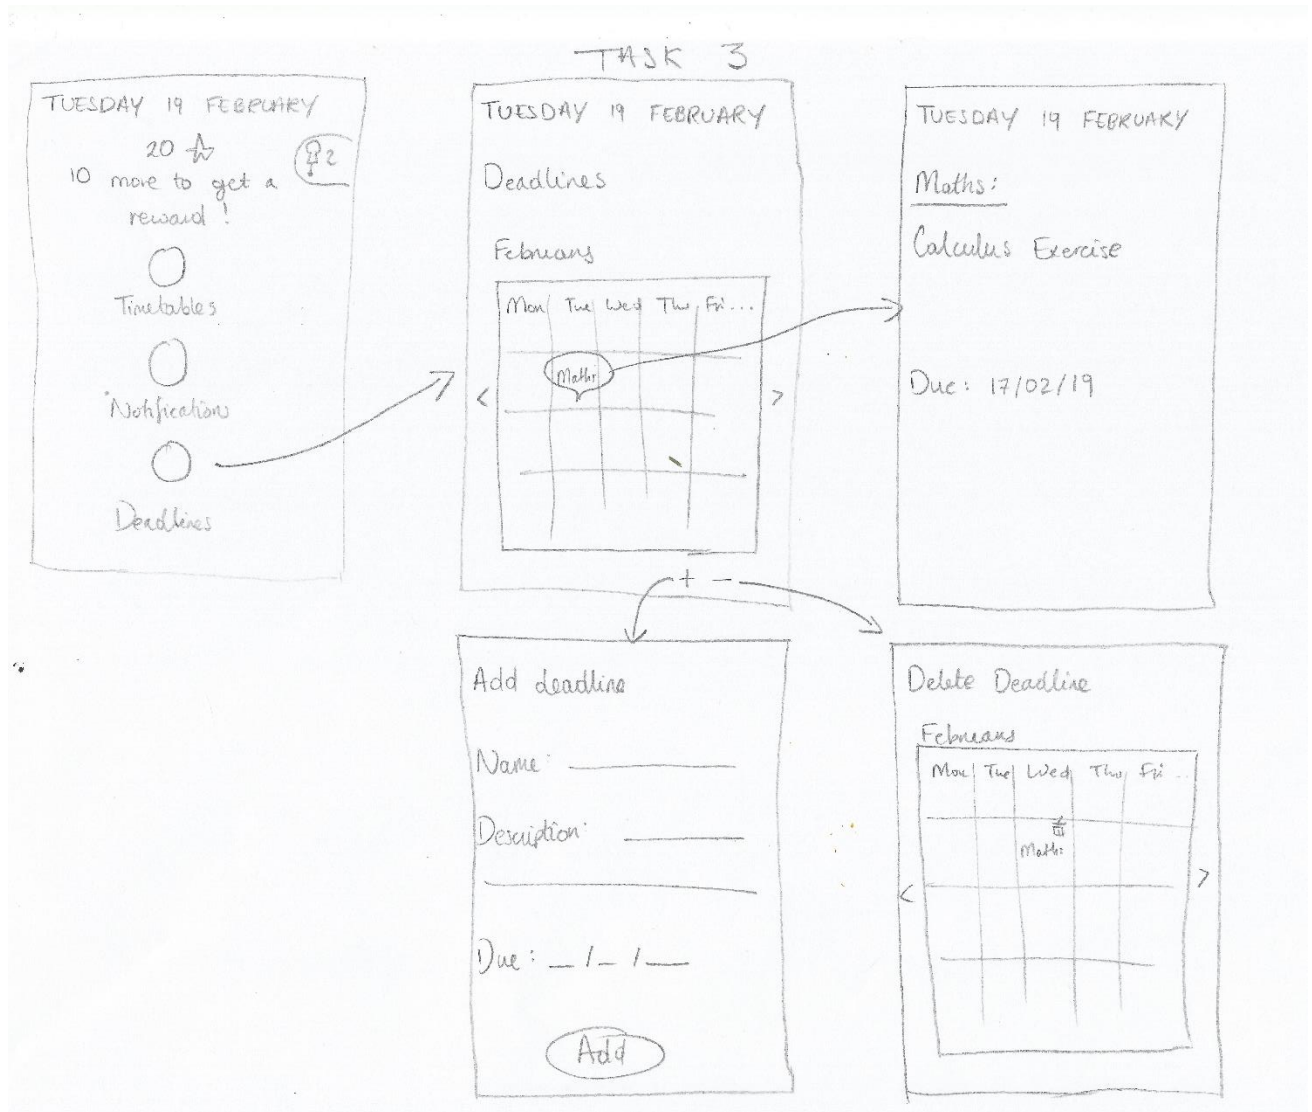 TASK 3
TUESDAY 19 FEBRUARY
20
2
10 more to get a
reward!
Timetables
Notification
Deadlines
TUESDAY 19 FEBRUARY
Deadlines
February
Mon Tue Wed Thu Fri...
Maths
<
>
+ -
TUESDAY 19 FEBRUARY
Maths:
Calculus Exercise
Due: 17/02/19
Add deadline
Name:
Description:
Due: _ / _ / __
Add
Delete Deadline
February
Mon Tue Wed Thu Fri ..
Maths
<
>